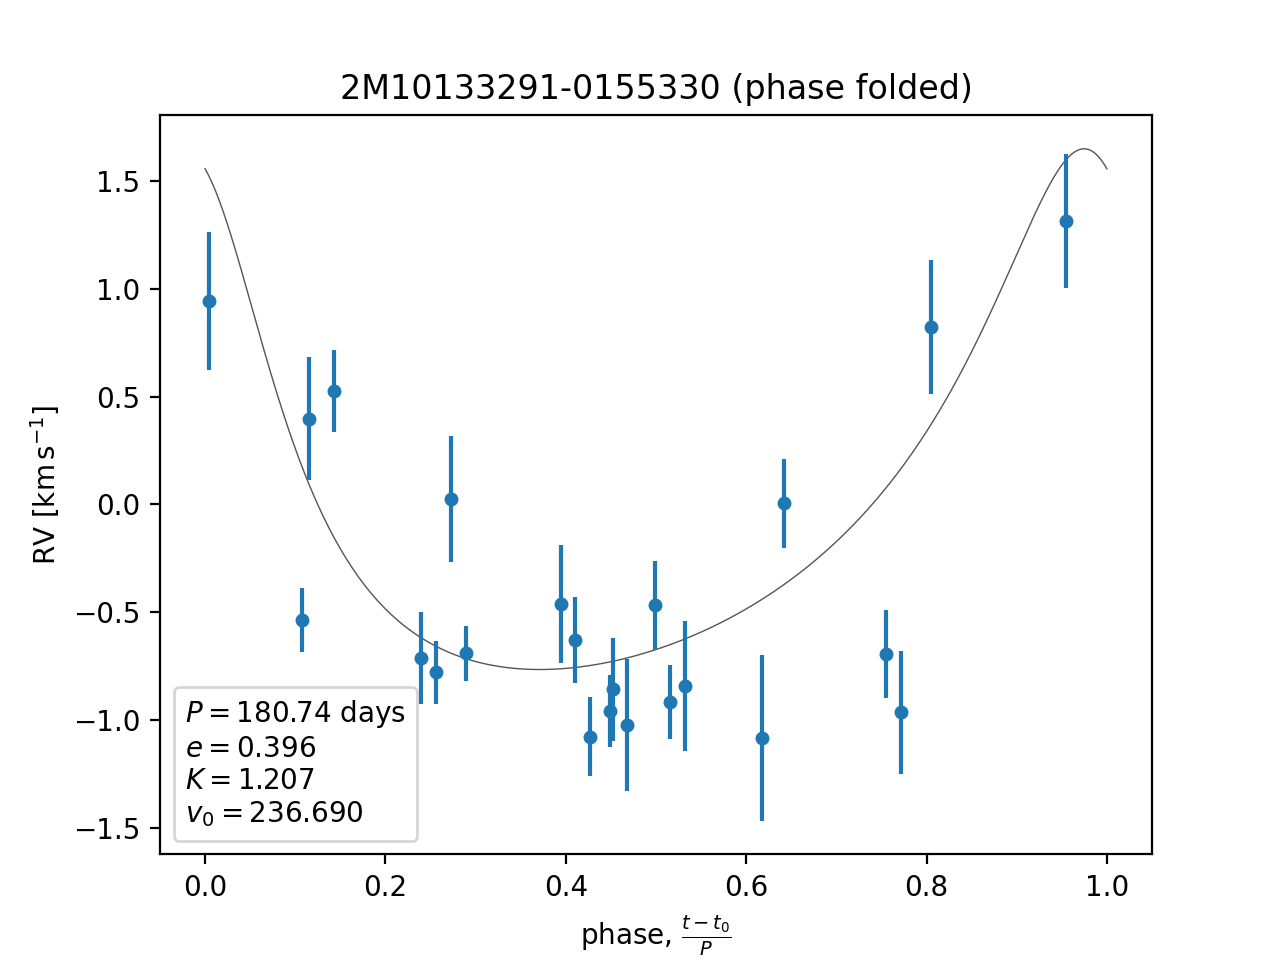 2M10133291-0155330 (phase folded)
1.5
1.0
0.5
0.0
−0.5
−1.0
−1.5
RV [km s⁻¹]
P = 180.74 days
e = 0.396
K = 1.207
v₀ = 236.690
0.0 0.2 0.4 0.6 0.8 1.0
phase, (t − t₀)/P